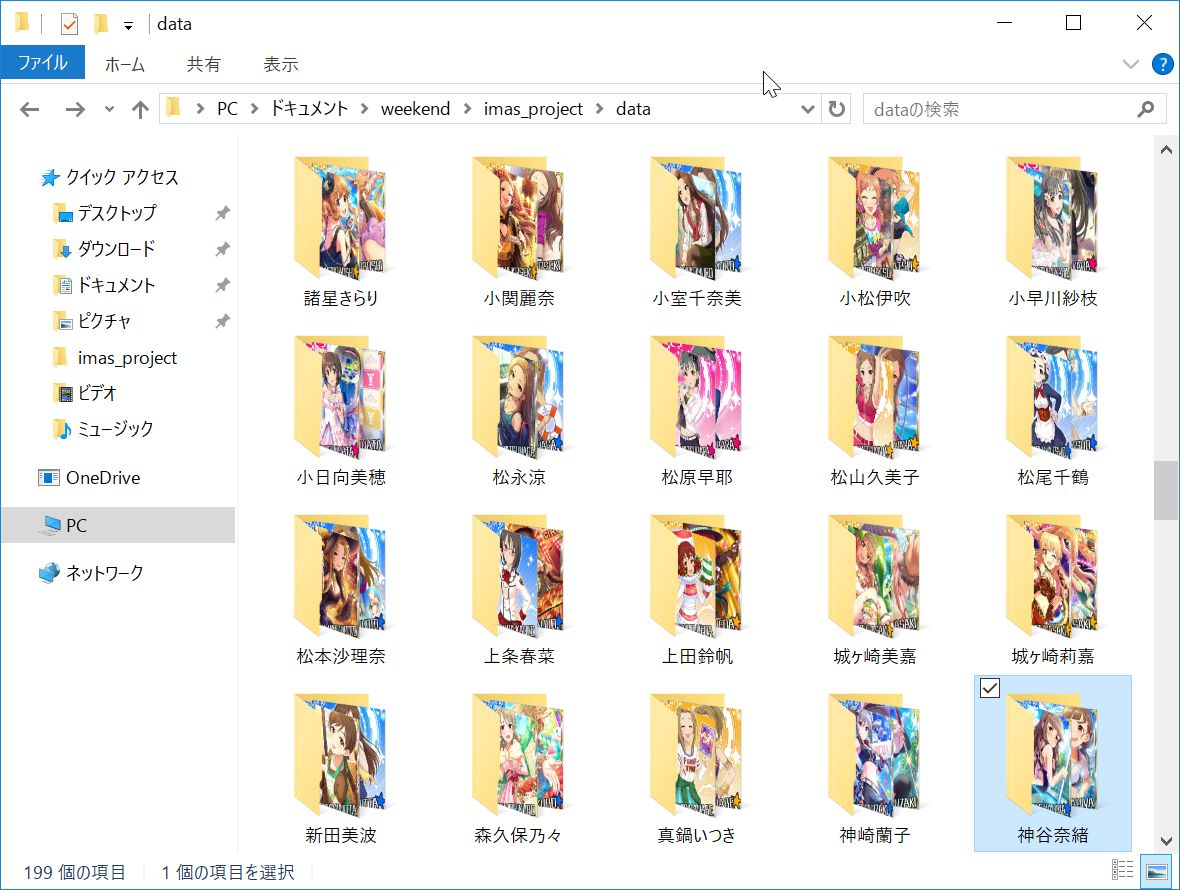 data
ファイル ホーム 共有 表示
PC ドキュメント weekend imas_project data dataの検索
クイック アクセス
デスクトップ
ダウンロード
ドキュメント
ピクチャ
imas_project
ビデオ
ミュージック
OneDrive
PC
ネットワーク
諸星きらり 小関麗奈 小室千奈美 小松伊吹 小早川紗枝
小日向美穂 松永涼 松原早耶 松山久美子 松尾千鶴
松本沙理奈 上条春菜 上田鈴帆 城ヶ崎美嘉 城ヶ崎莉嘉
新田美波 森久保乃々 真鍋いつき 神崎蘭子 神谷奈緒
199 個の項目 1 個の項目を選択